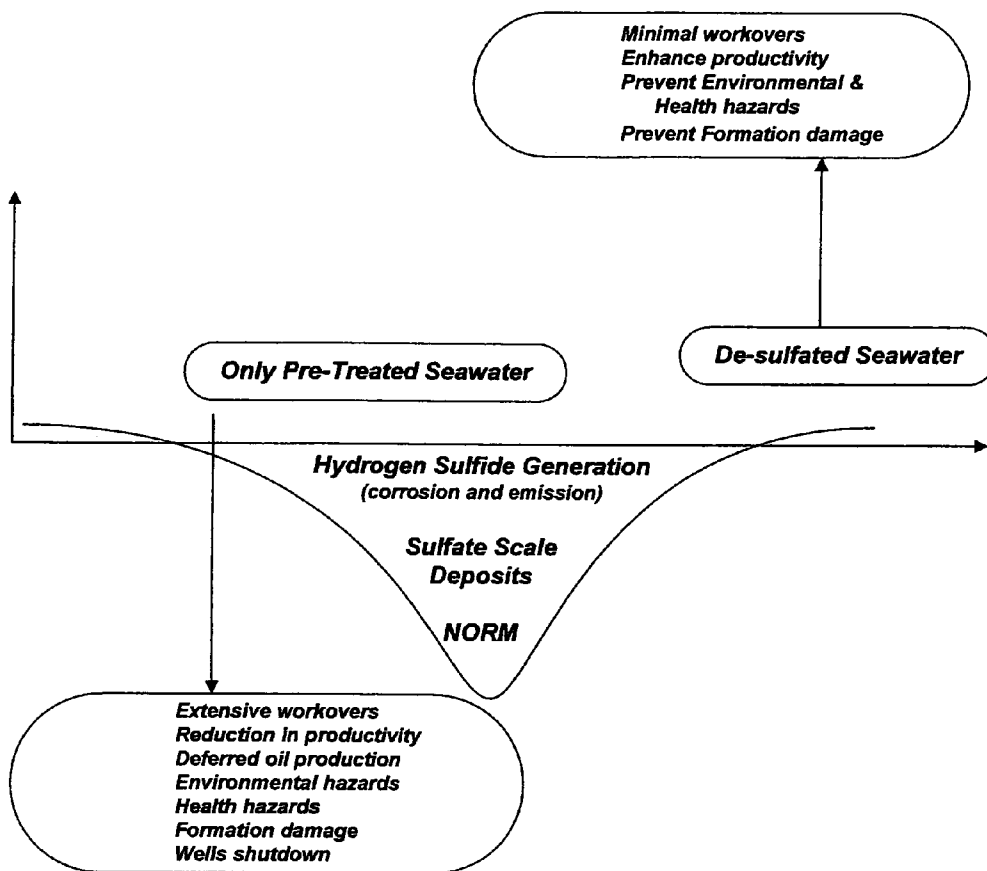 Minimal workovers
Enhance productivity
Prevent Environmental &
Health hazards
Prevent Formation damage
De-sulfated Seawater
Only Pre-Treated Seawater
Hydrogen Sulfide Generation
(corrosion and emission)
Sulfate Scale
Deposits
NORM
Extensive workovers
Reduction in productivity
Deferred oil production
Environmental hazards
Health hazards
Formation damage
Wells shutdown